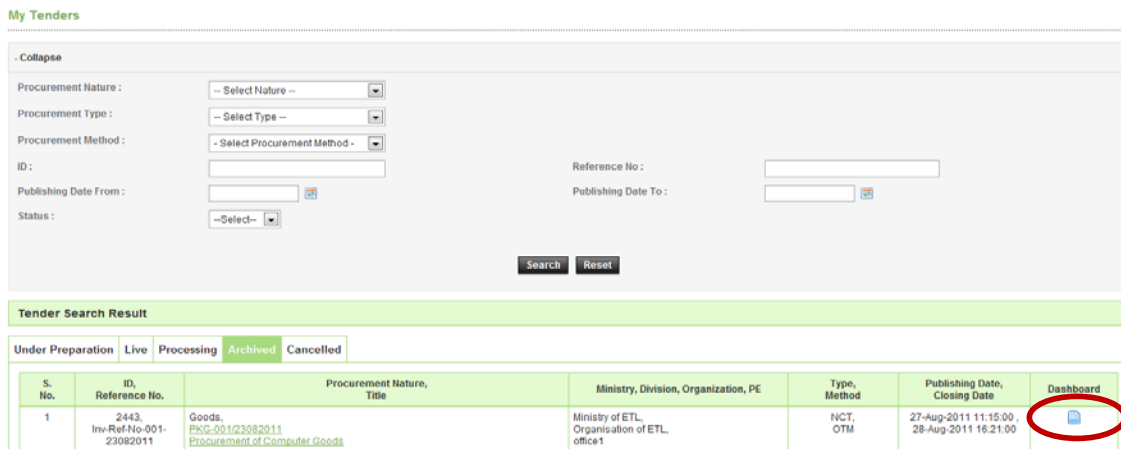 My Tenders
- Collapse
Procurement Nature :
-- Select Nature --
Procurement Type :
-- Select Type --
Procurement Method :
- Select Procurement Method -
ID :
Reference No :
Publishing Date From :
Publishing Date To :
Status :
--Select--
Search Reset
Tender Search Result
Under Preparation Live Processing Archived Cancelled
S. No. ID, Reference No. Procurement Nature, Title Ministry, Division, Organization, PE Type, Method Publishing Date, Closing Date Dashboard
1 2443, Goods, Ministry of ETL, NCT, 27-Aug-2011 11:15:00 ,
Inv-Ref-No-001- PKG-001/23082011 Organisation of ETL, OTM 28-Aug-2011 16:21:00
23082011 Procurement of Computer Goods office1